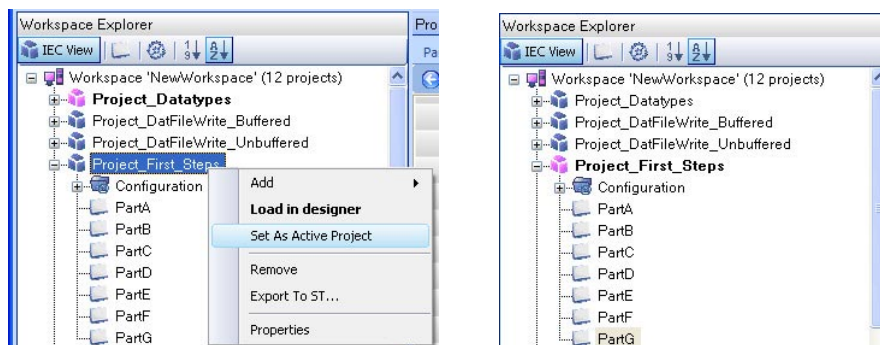 Workspace Explorer
Pro
IEC View
Pa
Workspace 'NewWorkspace' (12 projects)
Project_Datatypes
Project_DatFileWrite_Buffered
Project_DatFileWrite_Unbuffered
Project_First_Steps
Configuration
PartA
PartB
PartC
PartD
PartE
PartF
PartG
Add
Load in designer
Set As Active Project
Remove
Export To ST...
Properties
Workspace Explorer
IEC View
Workspace 'NewWorkspace' (12 projects)
Project_Datatypes
Project_DatFileWrite_Buffered
Project_DatFileWrite_Unbuffered
Project_First_Steps
Configuration
PartA
PartB
PartC
PartD
PartE
PartF
PartG